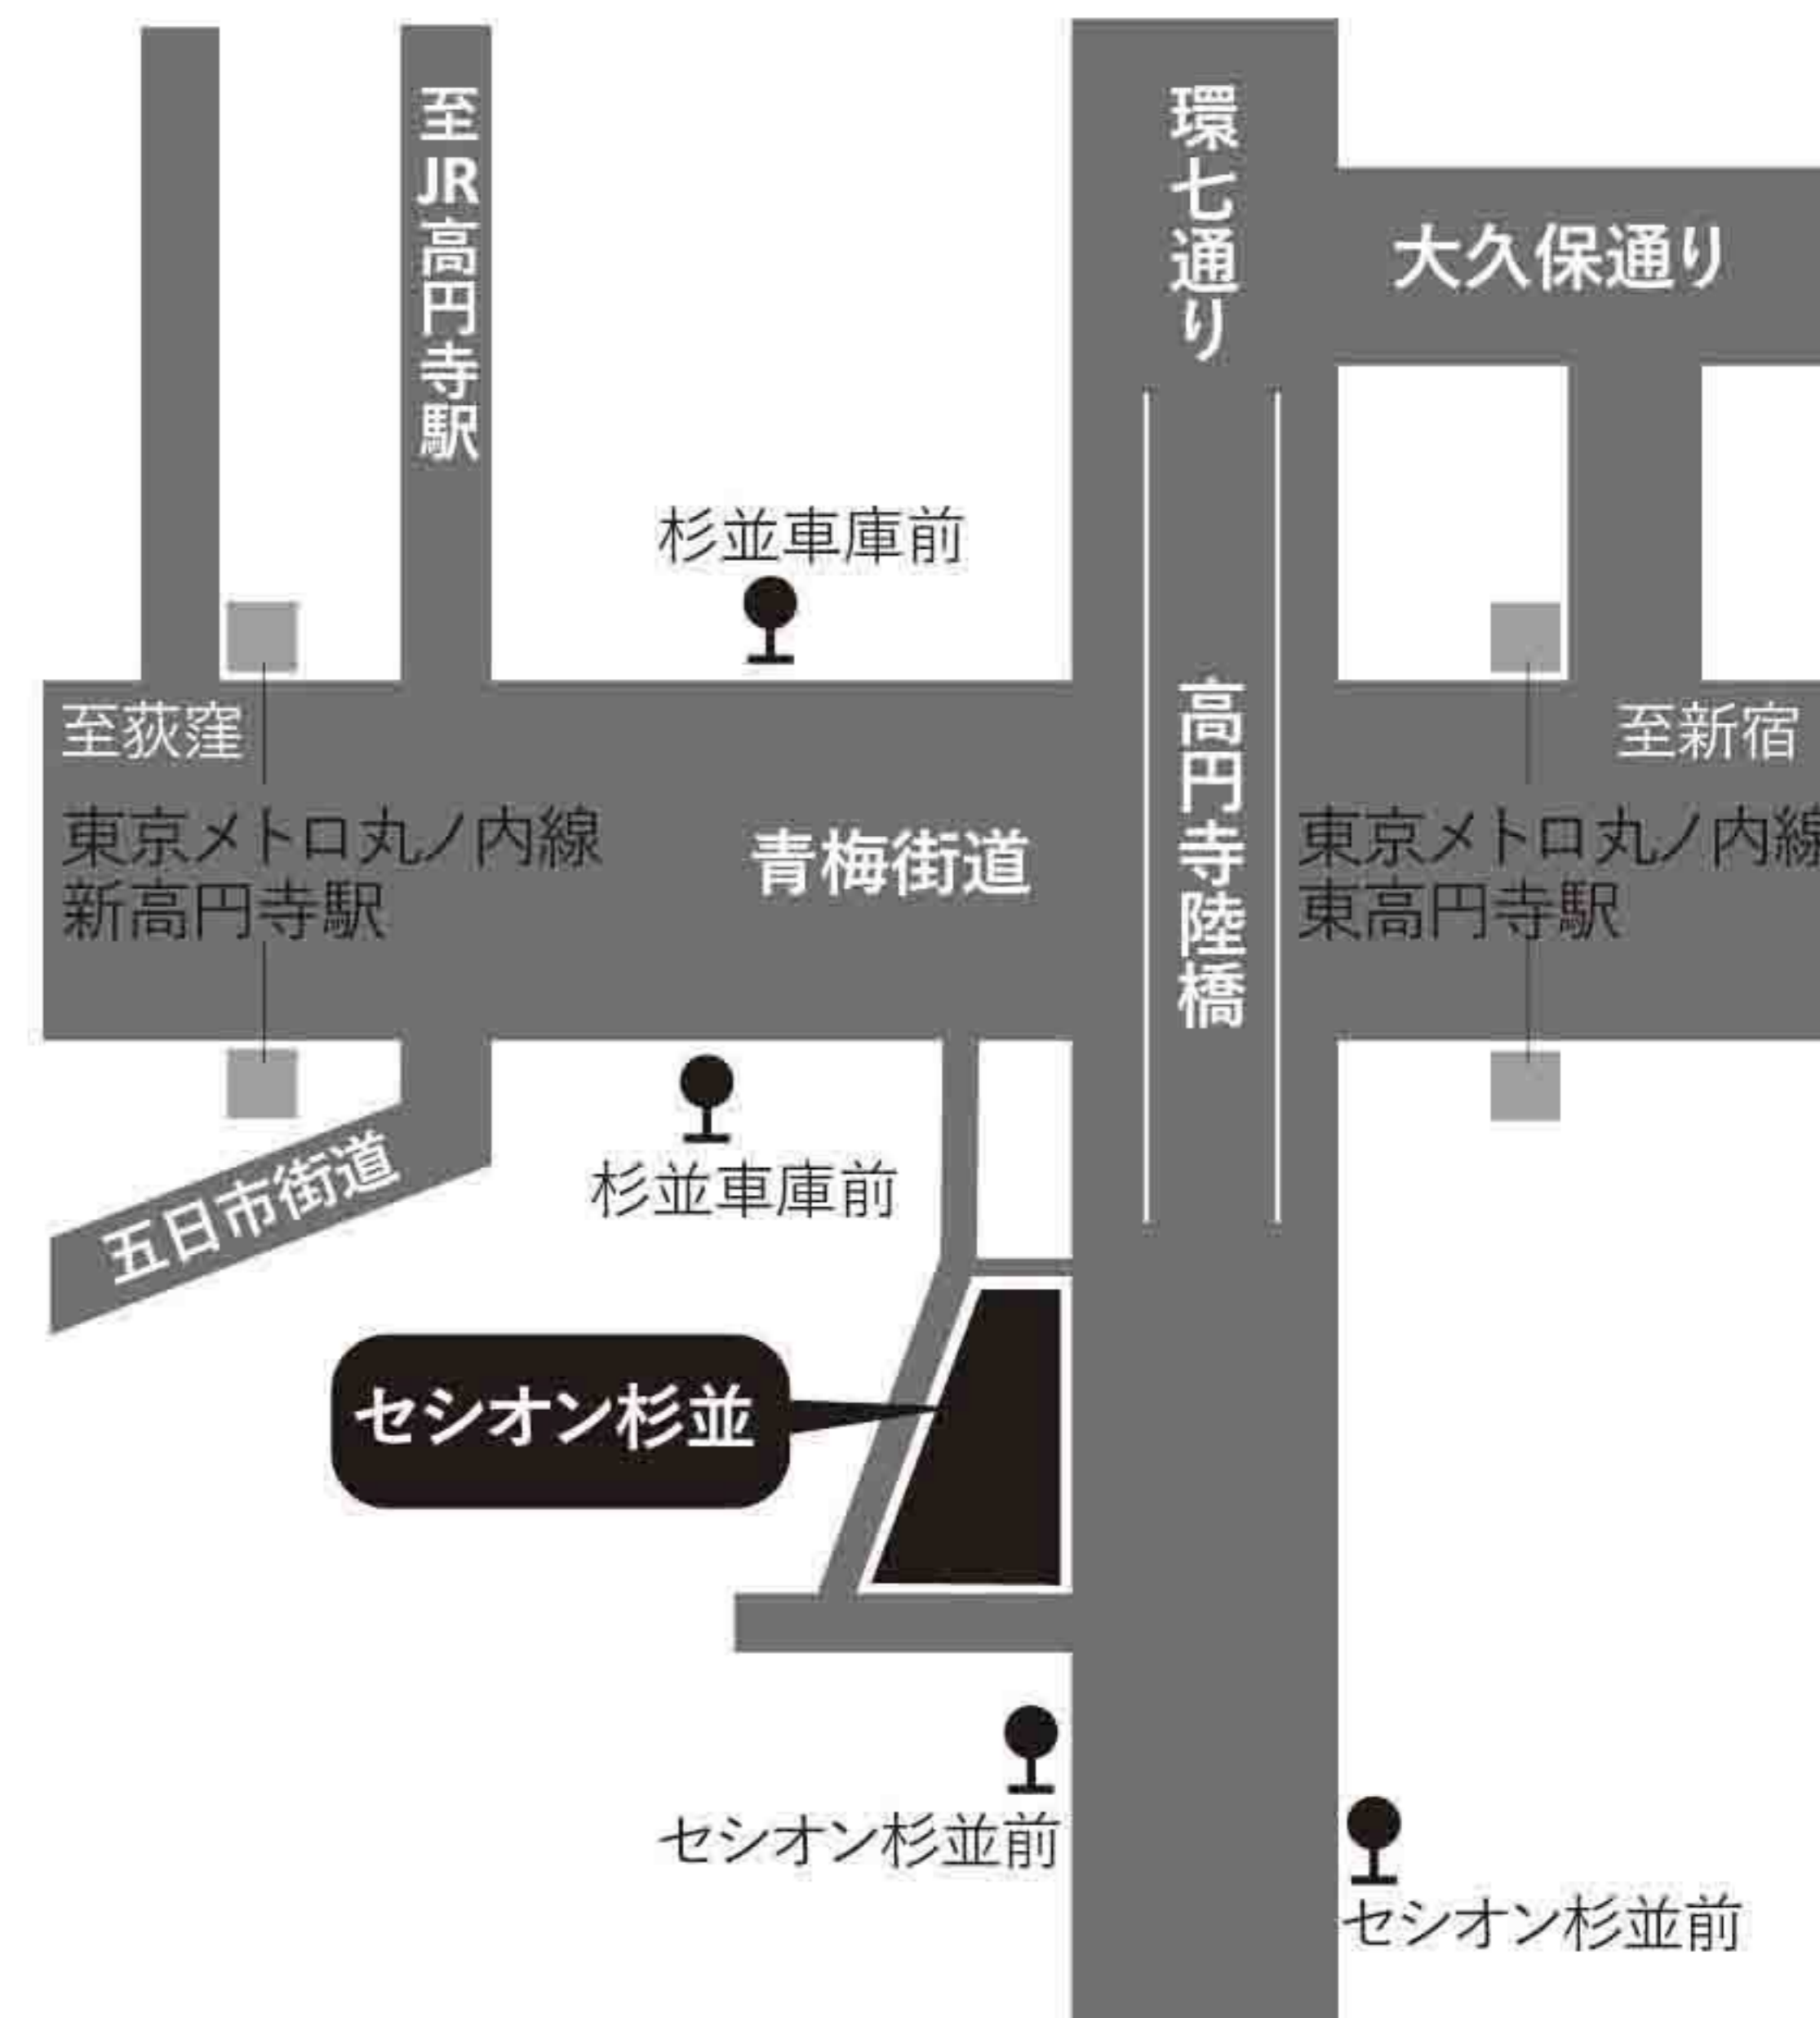 至JR高円寺駅
環七通り
大久保通り
杉並車庫前
至荻窪
至新宿
東京メトロ丸ノ内線
新高円寺駅
青梅街道
高円寺陸橋
東京メトロ丸ノ内線
東高円寺駅
五日市街道
杉並車庫前
セシオン杉並
セシオン杉並前
セシオン杉並前